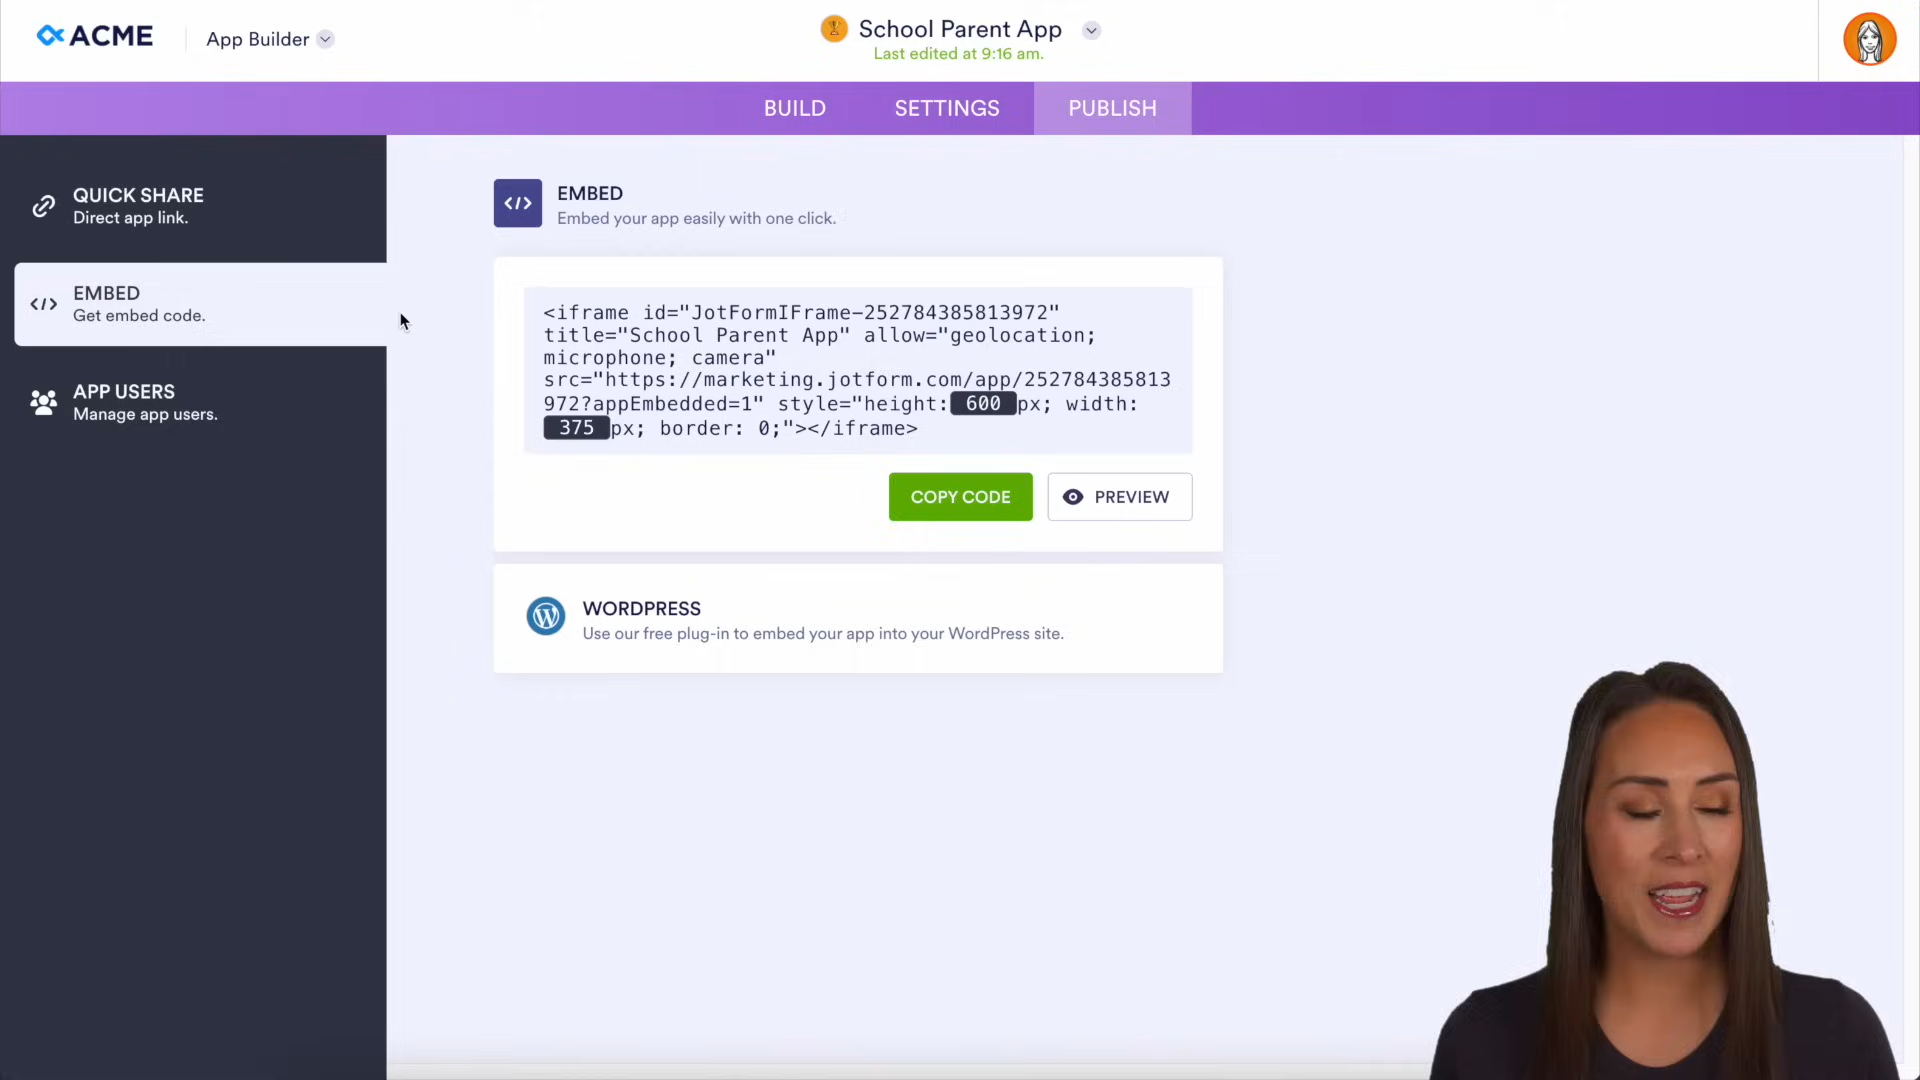 ACME
App Builder
School Parent App
Last edited at 9:16 am.
BUILD
SETTINGS
PUBLISH
QUICK SHARE
Direct app link.
EMBED
Get embed code.
APP USERS
Manage app users.
EMBED
Embed your app easily with one click.
<iframe id="JotFormIFrame-252784385813972"
title="School Parent App" allow="geolocation;
microphone; camera"
src="https://marketing.jotform.com/app/252784385813
972?appEmbedded=1" style="height: 600 px; width:
375 px; border: 0;"></iframe>
COPY CODE
PREVIEW
WORDPRESS
Use our free plug-in to embed your app into your WordPress site.